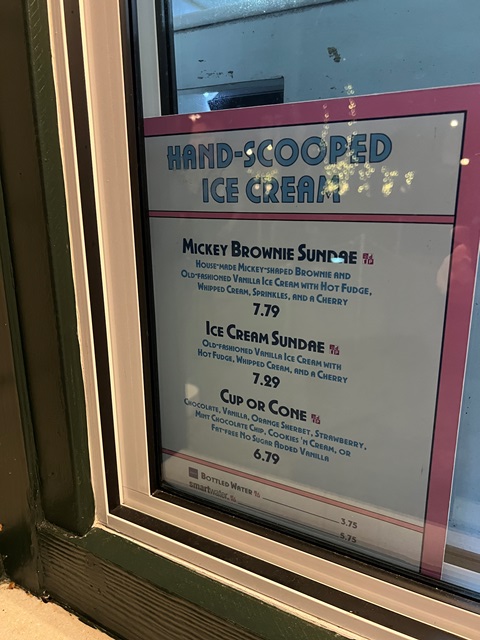 HAND-SCOOPED
ICE CREAM
MICKEY BROWNIE SUNDAE
HOUSE-MADE MICKEY-SHAPED BROWNIE AND
OLD-FASHIONED VANILLA ICE CREAM WITH HOT FUDGE,
WHIPPED CREAM, SPRINKLES, AND A CHERRY
7.79
ICE CREAM SUNDAE
OLD-FASHIONED VANILLA ICE CREAM WITH
HOT FUDGE, WHIPPED CREAM, AND A CHERRY
7.29
CUP OR CONE
CHOCOLATE, VANILLA, ORANGE SHERBET, STRAWBERRY,
MINT CHOCOLATE CHIP, COOKIES 'N CREAM, OR
FAT-FREE NO SUGAR ADDED VANILLA
6.79
BOTTLED WATER 3.75
smartwater 5.75